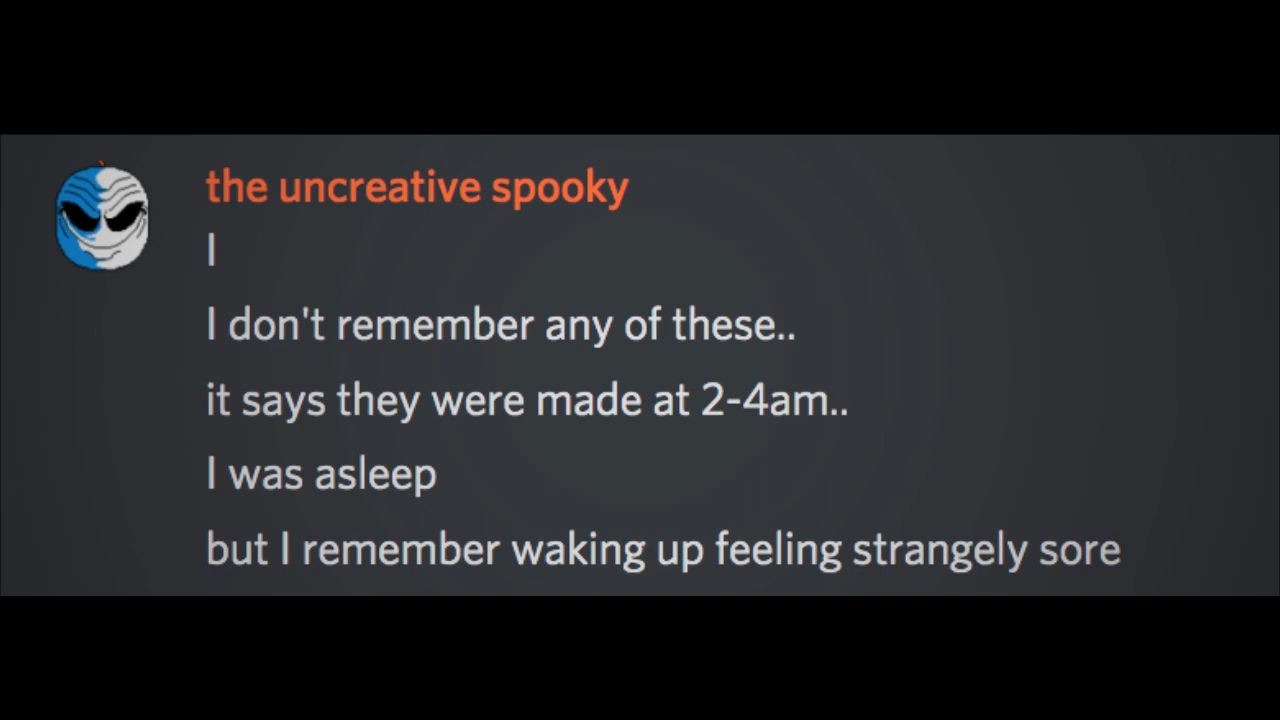 the uncreative spooky
I
I don't remember any of these..
it says they were made at 2-4am..
I was asleep
but I remember waking up feeling strangely sore